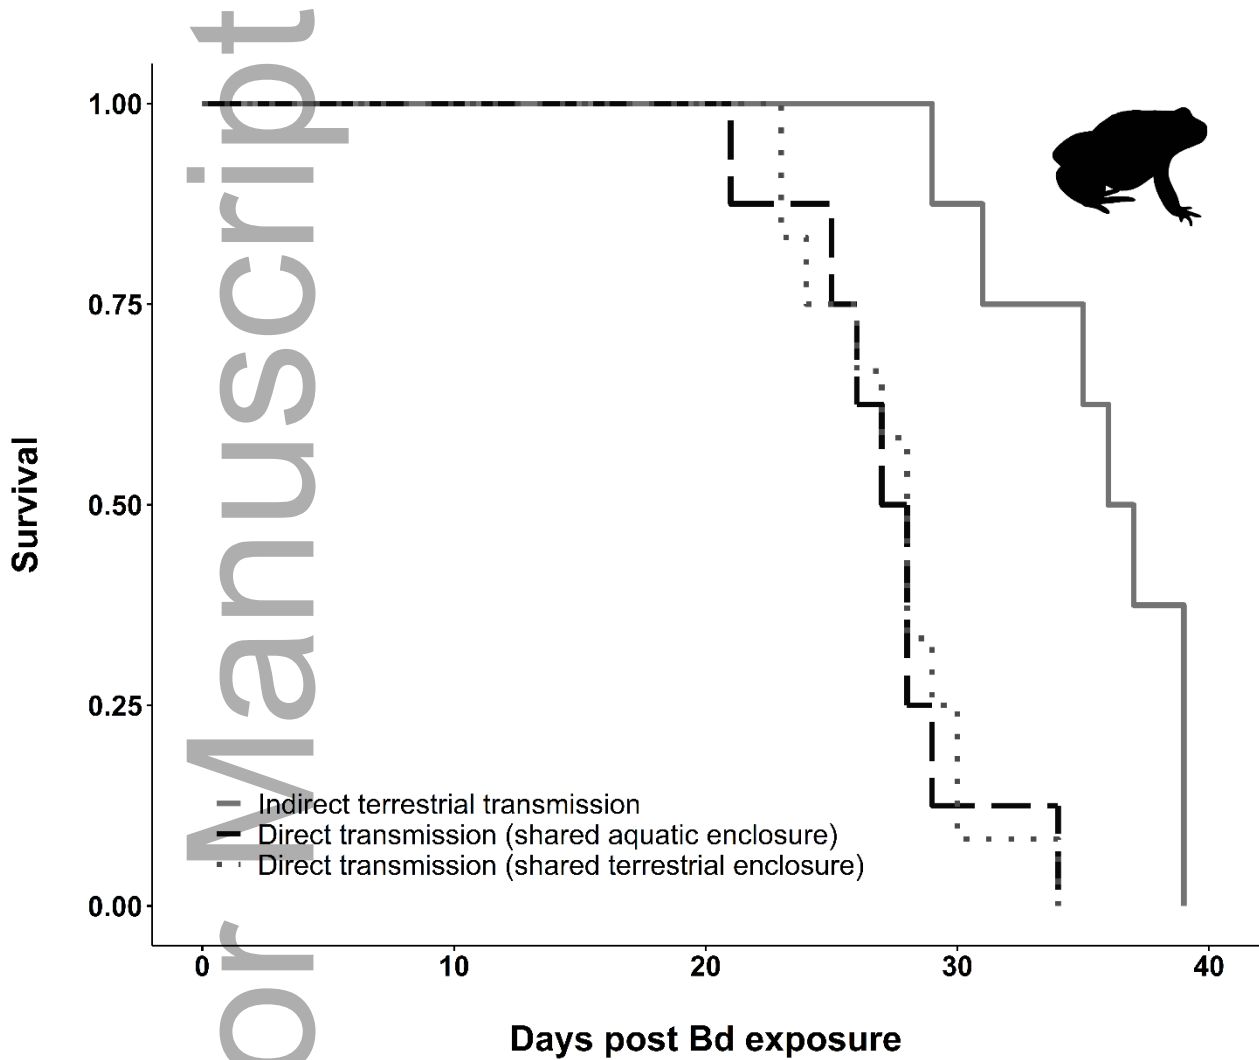 or Manuscript
1.00
0.75
0.50
0.25
0.00
Survival
Indirect terrestrial transmission
Direct transmission (shared aquatic enclosure)
Direct transmission (shared terrestrial enclosure)
0 10 20 30 40
Days post Bd exposure